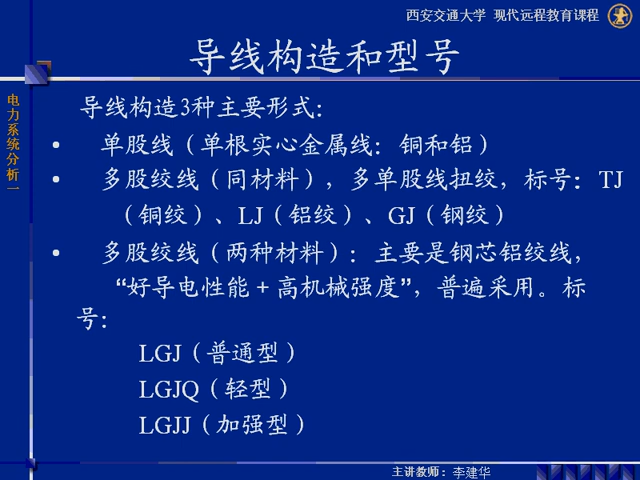 西安交通大学 现代远程教育课程
导线构造和型号
电力系统分析一
导线构造3种主要形式：
• 单股线（单根实心金属线：铜和铝）
• 多股绞线（同材料），多单股线扭绞，标号：TJ
（铜绞）、LJ（铝绞）、GJ（钢绞）
• 多股绞线（两种材料）：主要是钢芯铝绞线，
“好导电性能＋高机械强度”，普遍采用。标
号：
LGJ（普通型）
LGJQ（轻型）
LGJJ（加强型）
主讲教师：李建华